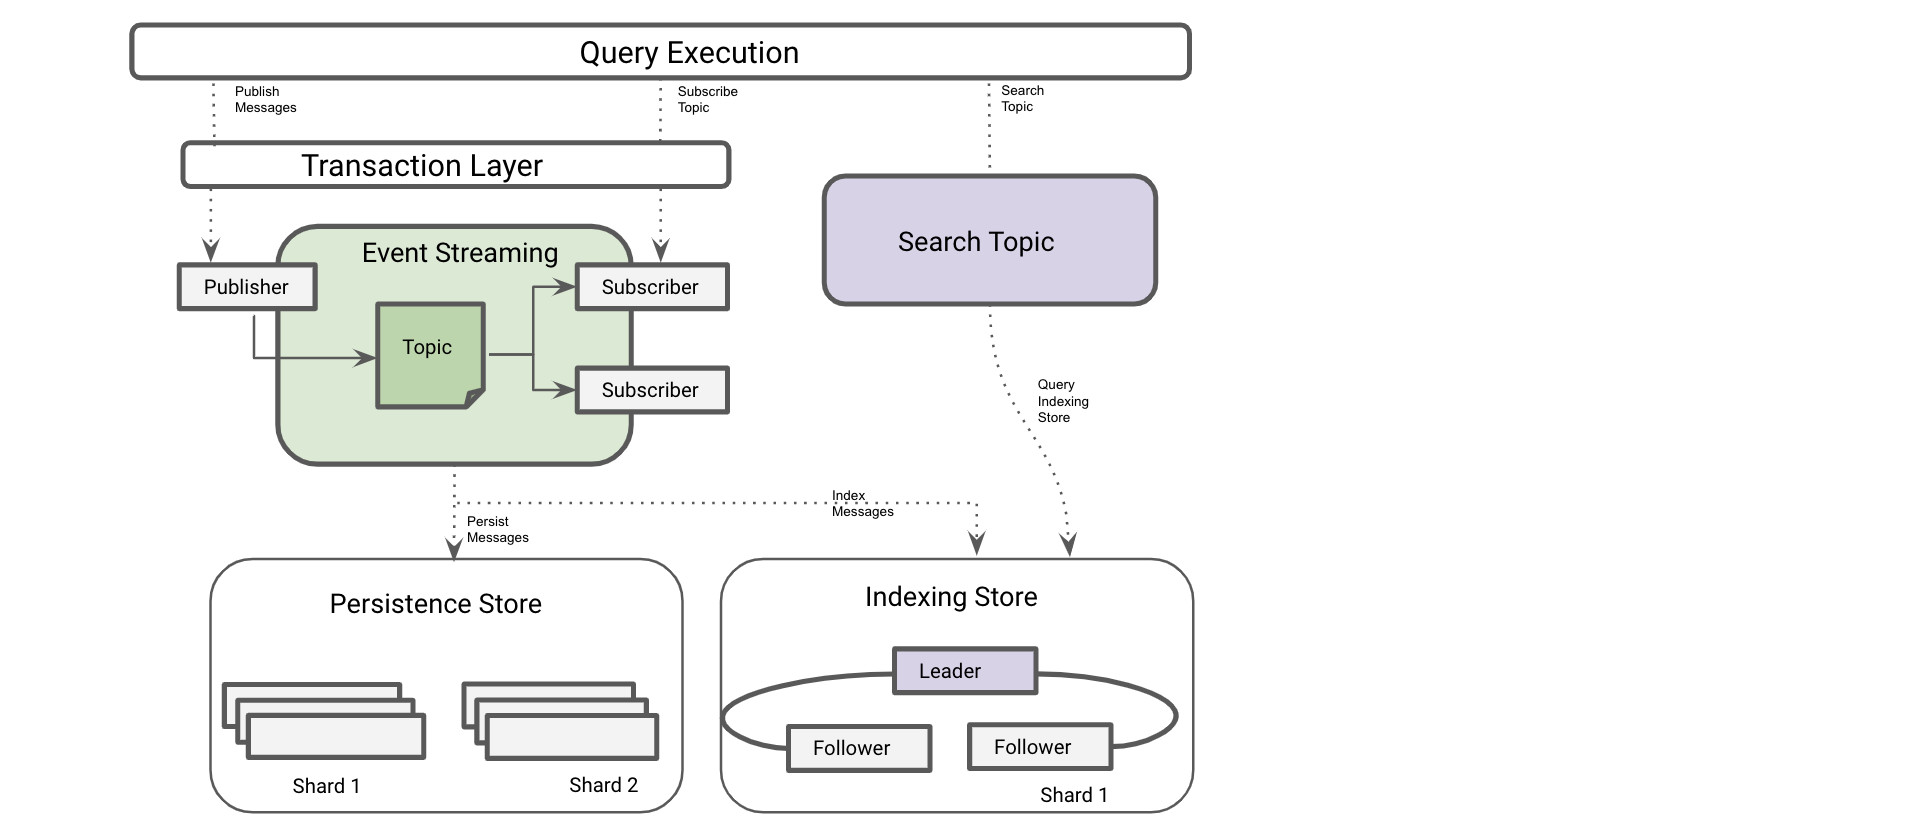 Query Execution
Publish
Messages
Subscribe
Topic
Search
Topic
Transaction Layer
Search Topic
Event Streaming
Publisher
Subscriber
Topic
Subscriber
Query
Indexing
Store
Index
Messages
Persist
Messages
Persistence Store
Shard 1
Shard 2
Indexing Store
Leader
Follower
Follower
Shard 1